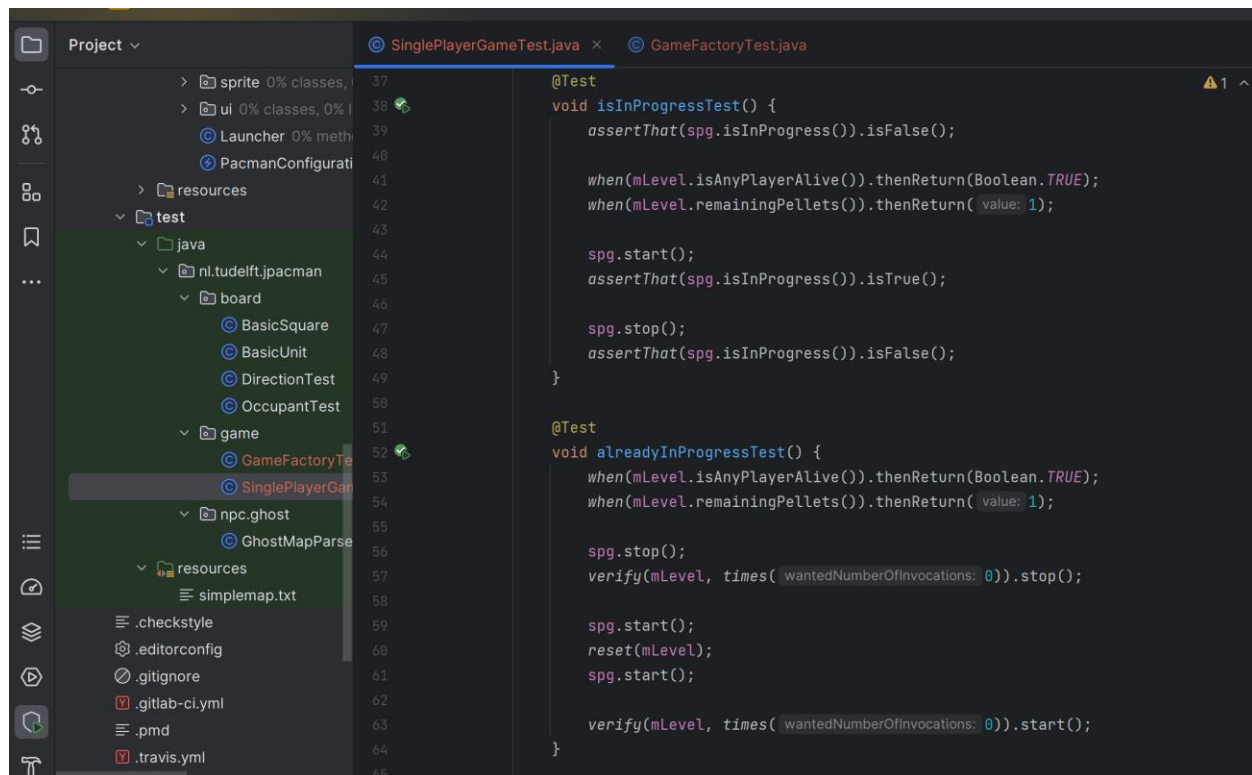 Project
SinglePlayerGameTest.java
GameFactoryTest.java
sprite 0% classes,
ui 0% classes, 0%
Launcher 0% meth
PacmanConfigurati
resources
test
java
nl.tudelft.jpacman
board
BasicSquare
BasicUnit
DirectionTest
OccupantTest
game
GameFactoryTe
SinglePlayerGam
npc.ghost
GhostMapParse
resources
simplemap.txt
.checkstyle
.editorconfig
.gitignore
.gitlab-ci.yml
.pmd
.travis.yml
1
37 @Test
38 void isInProgressTest() {
39 assertThat(spg.isInProgress()).isFalse();
40
41 when(mLevel.isAnyPlayerAlive()).thenReturn(Boolean.TRUE);
42 when(mLevel.remainingPellets()).thenReturn( value: 1);
43
44 spg.start();
45 assertThat(spg.isInProgress()).isTrue();
46
47 spg.stop();
48 assertThat(spg.isInProgress()).isFalse();
49 }
50
51 @Test
52 void alreadyInProgressTest() {
53 when(mLevel.isAnyPlayerAlive()).thenReturn(Boolean.TRUE);
54 when(mLevel.remainingPellets()).thenReturn( value: 1);
55
56 spg.stop();
57 verify(mLevel, times( wantedNumberOfInvocations: 0)).stop();
58
59 spg.start();
60 reset(mLevel);
61 spg.start();
62
63 verify(mLevel, times( wantedNumberOfInvocations: 0)).start();
64 }